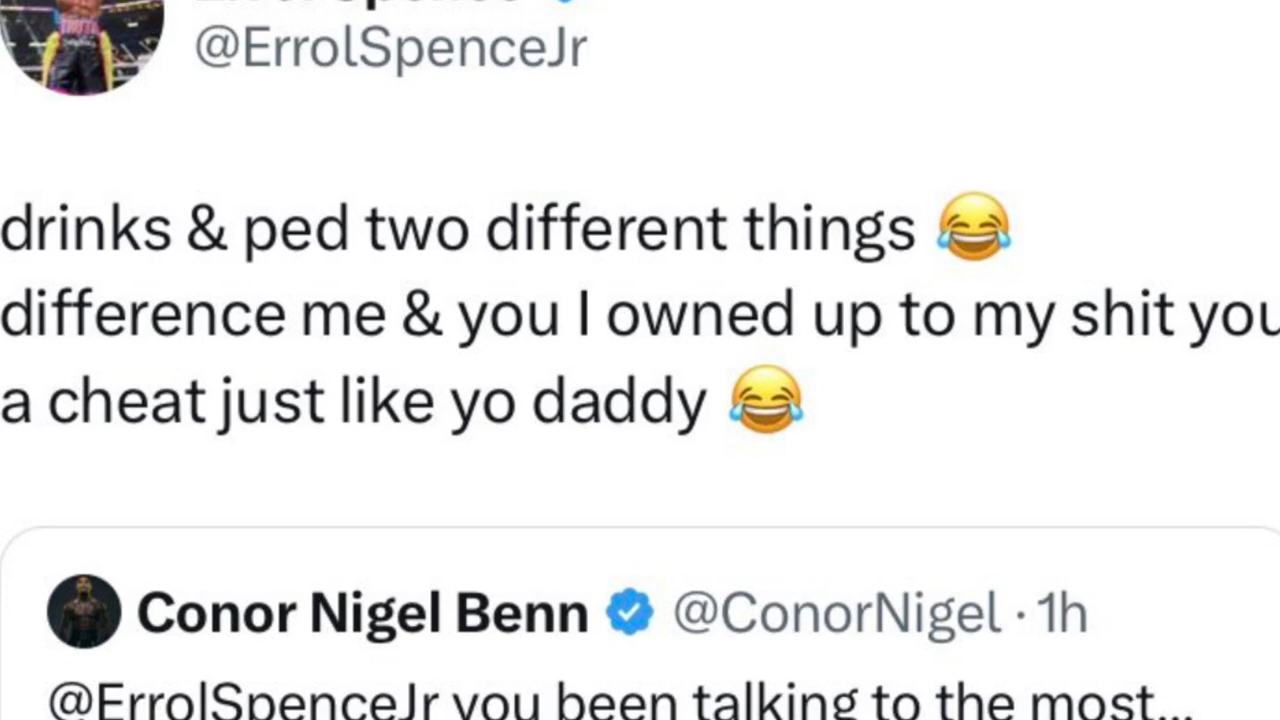 @ErrolSpenceJr
drinks & ped two different things 😂
difference me & you I owned up to my shit you
a cheat just like yo daddy 😂
Conor Nigel Benn @ConorNigel · 1h
@ErrolSpenceJr you been talking to the most...